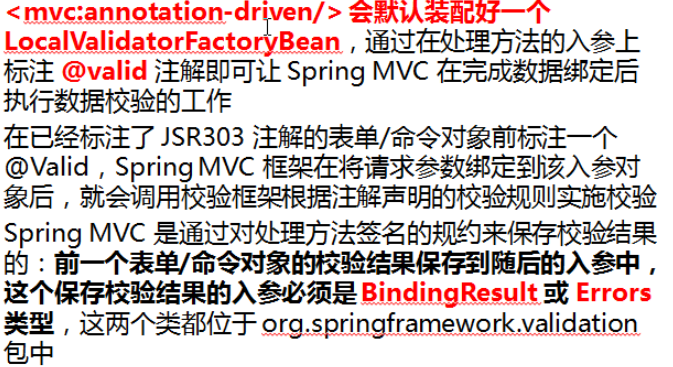 <mvc:annotation-driven/> 会默认装配好一个
LocalValidatorFactoryBean，通过在处理方法的入参上
标注 @valid 注解即可让 Spring MVC 在完成数据绑定后
执行数据校验的工作
在已经标注了 JSR303 注解的表单/命令对象前标注一个
@Valid，Spring MVC 框架在将请求参数绑定到该入参对
象后，就会调用校验框架根据注解声明的校验规则实施校验
Spring MVC 是通过对处理方法签名的规约来保存校验结果
的：前一个表单/命令对象的校验结果保存到随后的入参中，
这个保存校验结果的入参必须是 BindingResult 或 Errors
类型，这两个类都位于 org.springframework.validation
包中